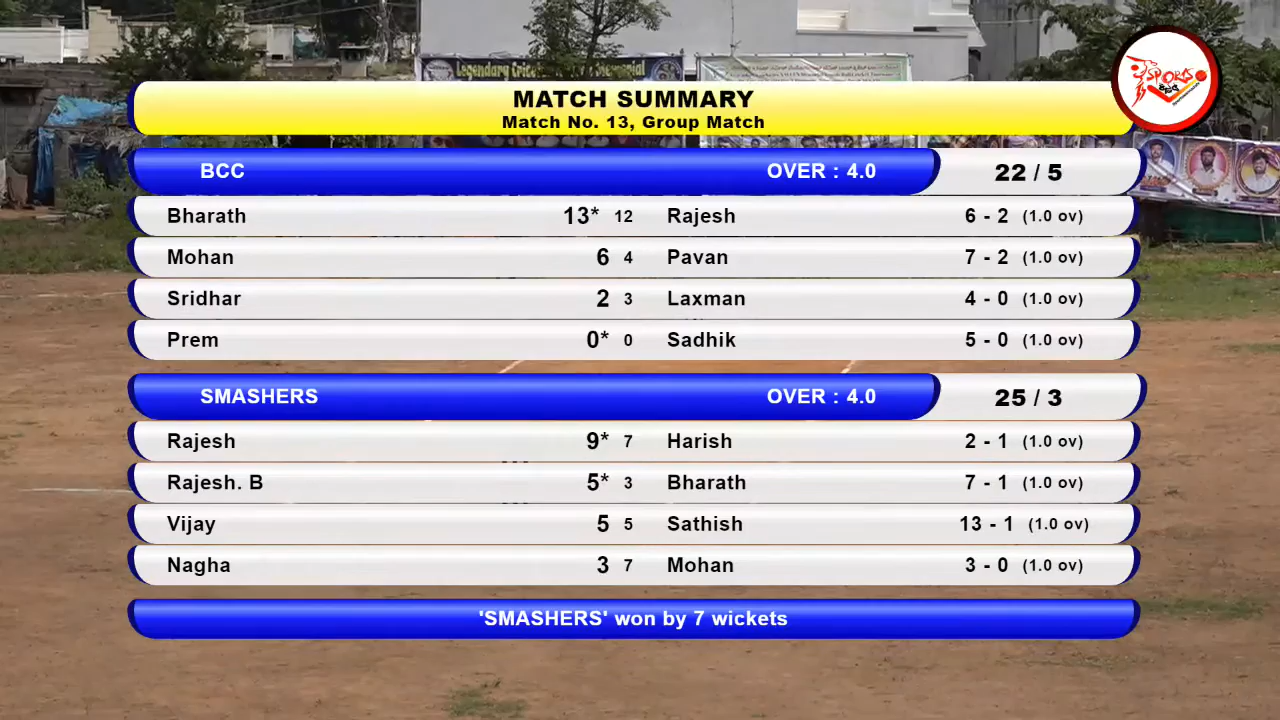 Legendary
MATCH SUMMARY
Match No. 13, Group Match
SPORTS
BCC OVER : 4.0 22 / 5
Bharath 13* 12 Rajesh 6 - 2 (1.0 ov)
Mohan 6 4 Pavan 7 - 2 (1.0 ov)
Sridhar 2 3 Laxman 4 - 0 (1.0 ov)
Prem 0* 0 Sadhik 5 - 0 (1.0 ov)
SMASHERS OVER : 4.0 25 / 3
Rajesh 9* 7 Harish 2 - 1 (1.0 ov)
Rajesh. B 5* 3 Bharath 7 - 1 (1.0 ov)
Vijay 5 5 Sathish 13 - 1 (1.0 ov)
Nagha 3 7 Mohan 3 - 0 (1.0 ov)
'SMASHERS' won by 7 wickets